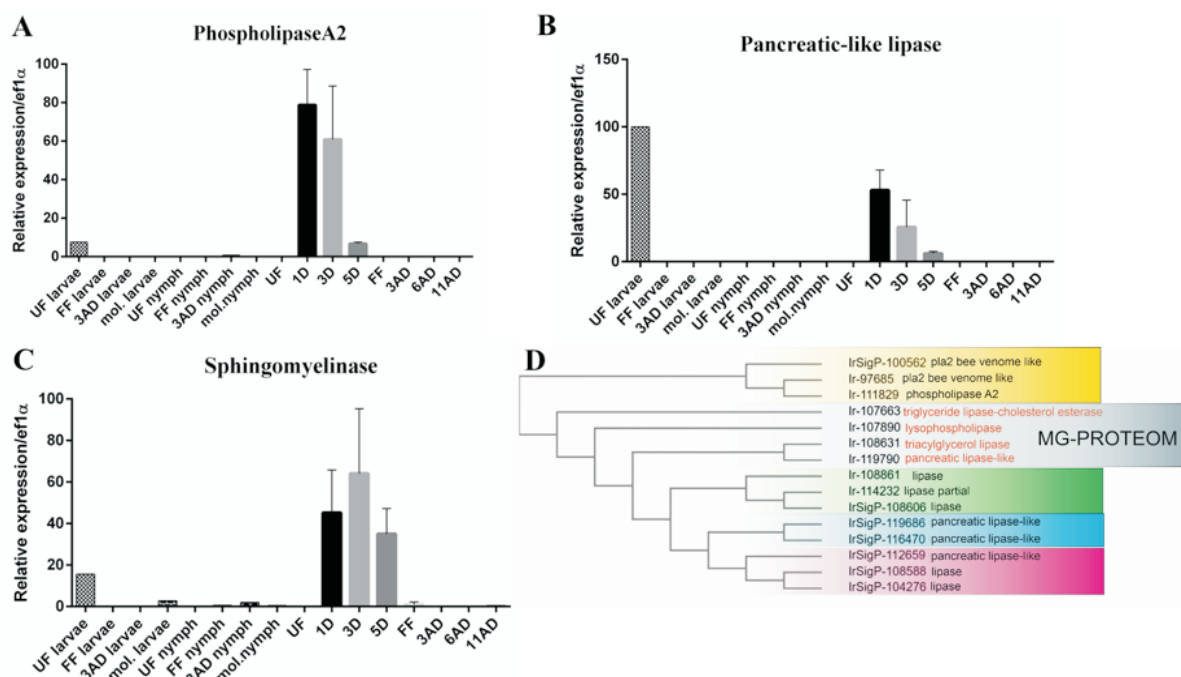 A
PhospholipaseA2
Relative expression/ef1α
100
80
60
40
20
0
UF larvae
FF larvae
3AD larvae
mol. larvae
UF nymph
FF nymph
3AD nymph
mol.nymph
UF
1D
3D
5D
FF
3AD
6AD
11AD
B
Pancreatic-like lipase
Relative expression/ef1α
150
100
50
0
UF larvae
FF larvae
3AD larvae
mol. larvae
UF nymph
FF nymph
3AD nymph
mol.nymph
UF
1D
3D
5D
FF
3AD
6AD
11AD
C
Sphingomyelinase
Relative expression/ef1α
100
80
60
40
20
0
UF larvae
FF larvae
3AD larvae
mol. larvae
UF nymph
FF nymph
3AD nymph
mol.nymph
UF
1D
3D
5D
FF
3AD
6AD
11AD
D
IrSigP-100562 pla2 bee venome like
Ir-97685 pla2 bee venome like
Ir-111829 phospholipase A2
Ir-107663 triglyceride lipase-cholesterol esterase
Ir-107890 lysophospholipase
Ir-108631 triacylglycerol lipase
Ir-119790 pancreatic lipase-like
MG-PROTEOM
Ir-108861 lipase
Ir-114232 lipase partial
IrSigP-108606 lipase
IrSigP-119686 pancreatic lipase-like
IrSigP-116470 pancreatic lipase-like
IrSigP-112659 pancreatic lipase-like
IrSigP-108588 lipase
IrSigP-104276 lipase